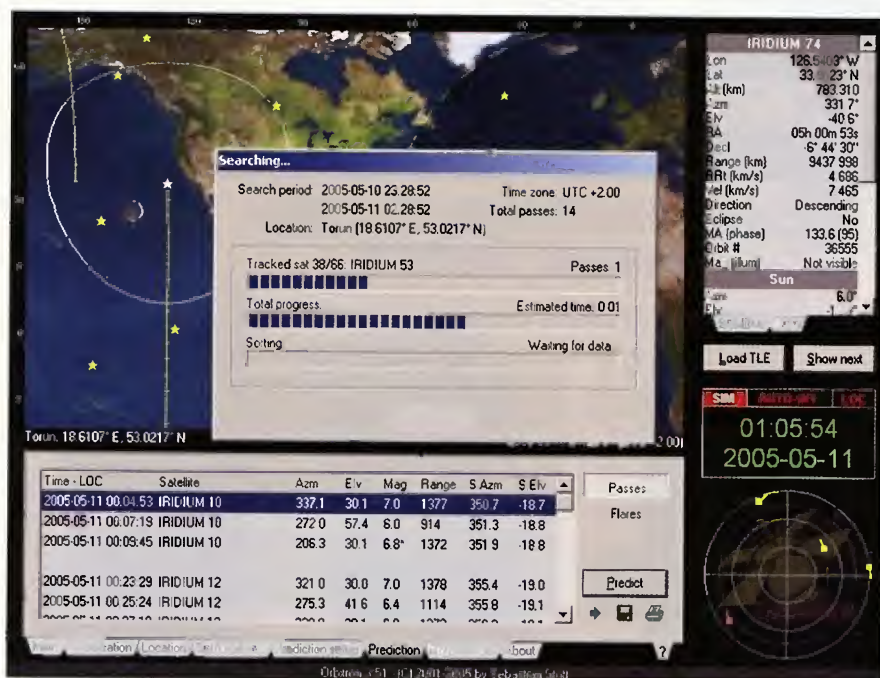 160 120
60
IRIDIUM 74
Lon 126.5403° W
Lat
(km) 783.310
Azm 331.7°
Elv -40.6°
RA 05h 00m 53s
Decl -6° 44' 30"
Range (km) 9437.998
RRt (km/s) 4.686
Vel (km/s) 7.465
Direction Descending
Eclipse No
MA (phase) 133.6 (95)
Orbit # 36555
Not visible
Sun
Azm 6.0°
Load TLE Show next
SIM LOC
01:05:54
2005-05-11
Searching...
Search period: 2005-05-10 23:28:52 Time zone: UTC +2:00
2005-05-11 02:28:52 Total passes: 14
Location: Torun (18.6107° E, 53.0217° N)
Tracked sat 38/66: IRIDIUM 53 Passes: 1
Total progress: Estimated time: 0:01
Sorting: Waiting for data
Torun, 18.6107° E, 53.0217° N 2:00)
Time - LOC Satellite Azm Elv Mag Range S.Azm S.Elv
2005-05-11 00:04:53 IRIDIUM 10 337.1 30.1 7.0 1377 350.7 -18.7
2005-05-11 00:07:19 IRIDIUM 10 272.0 57.4 6.0 914 351.3 -18.8
2005-05-11 00:09:45 IRIDIUM 10 206.3 30.1 6.8* 1372 351.9 -18.8
2005-05-11 00:23:29 IRIDIUM 12 321.0 30.0 7.0 1378 355.4 -19.0
2005-05-11 00:25:24 IRIDIUM 12 275.3 41.6 6.4 1114 355.8 -19.1
Passes
Flares
Predict
Location Prediction ?
2001-2005 by Sebastian Stoff